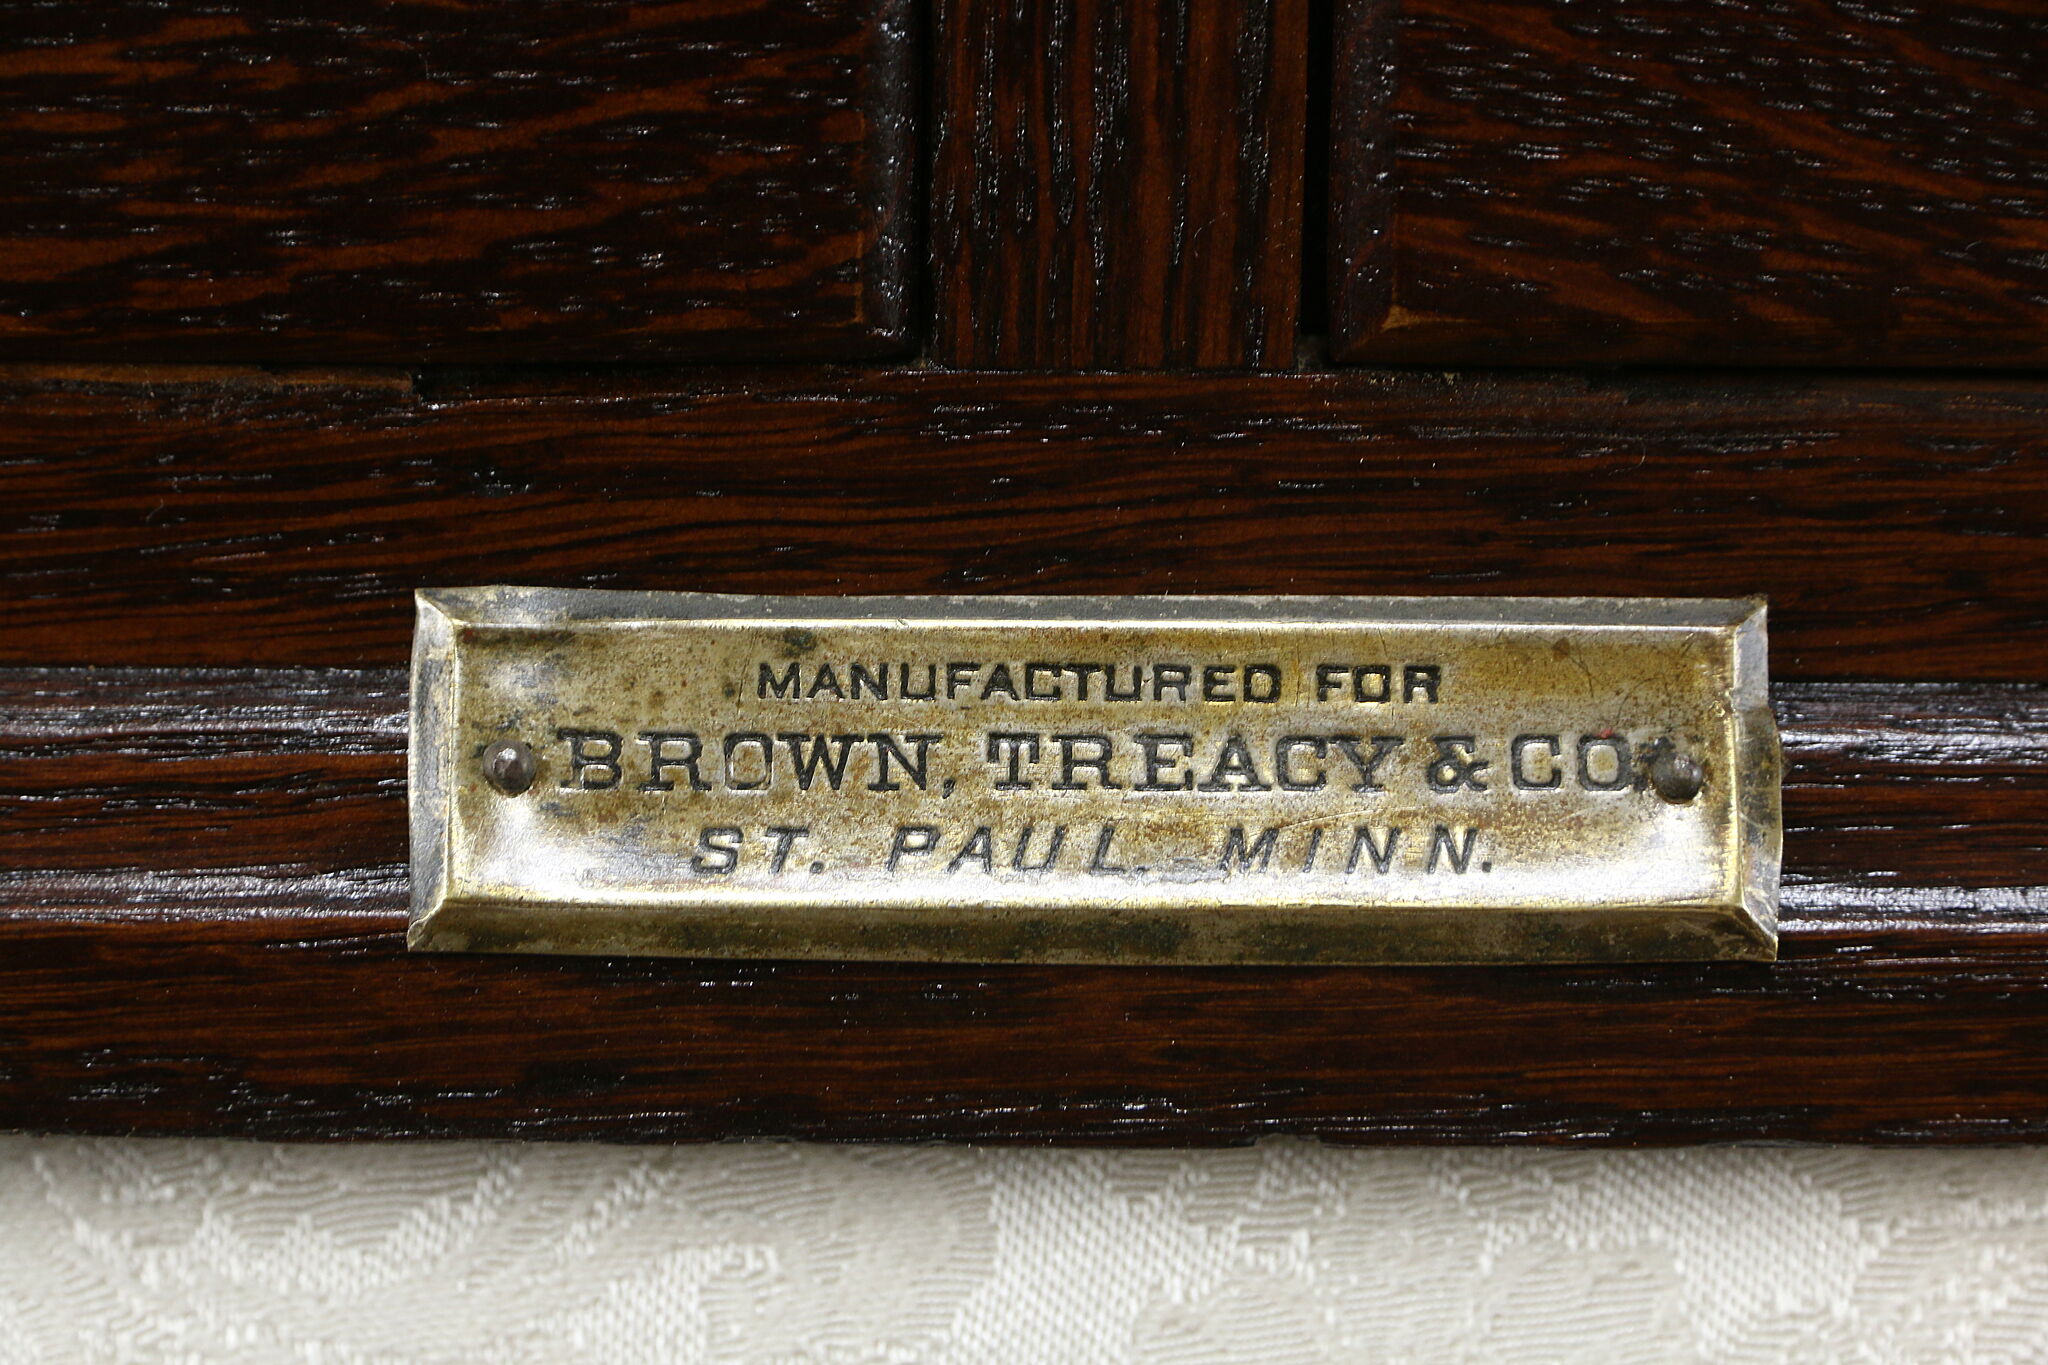 MANUFACTURED FOR
BROWN, TREACY & CO.
ST. PAUL. MINN.